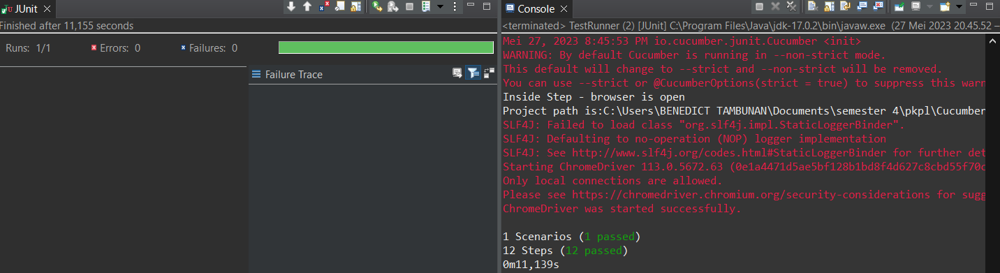 JUnit
Finished after 11,155 seconds
Runs: 1/1
Errors: 0
Failures: 0
Failure Trace
Console
<terminated> TestRunner (2) [JUnit] C:\Program Files\Java\jdk-17.0.2\bin\javaw.exe (27 Mei 2023 20.45.52 –
Mei 27, 2023 8:45:53 PM io.cucumber.junit.Cucumber <init>
WARNING: By default Cucumber is running in --non-strict mode.
This default will change to --strict and --non-strict will be removed.
You can use --strict or @CucumberOptions(strict = true) to suppress this warn
Inside Step - browser is open
Project path is:C:\Users\BENEDICT TAMBUNAN\Documents\semester 4\pkpl\Cucumber
SLF4J: Failed to load class "org.slf4j.impl.StaticLoggerBinder".
SLF4J: Defaulting to no-operation (NOP) logger implementation
SLF4J: See http://www.slf4j.org/codes.html#StaticLoggerBinder for further det
Starting ChromeDriver 113.0.5672.63 (0e1a4471d5ae5bf128b1bd8f4d627c8cbd55f70c
Only local connections are allowed.
Please see https://chromedriver.chromium.org/security-considerations for sugg
ChromeDriver was started successfully.
1 Scenarios (1 passed)
12 Steps (12 passed)
0m11,139s